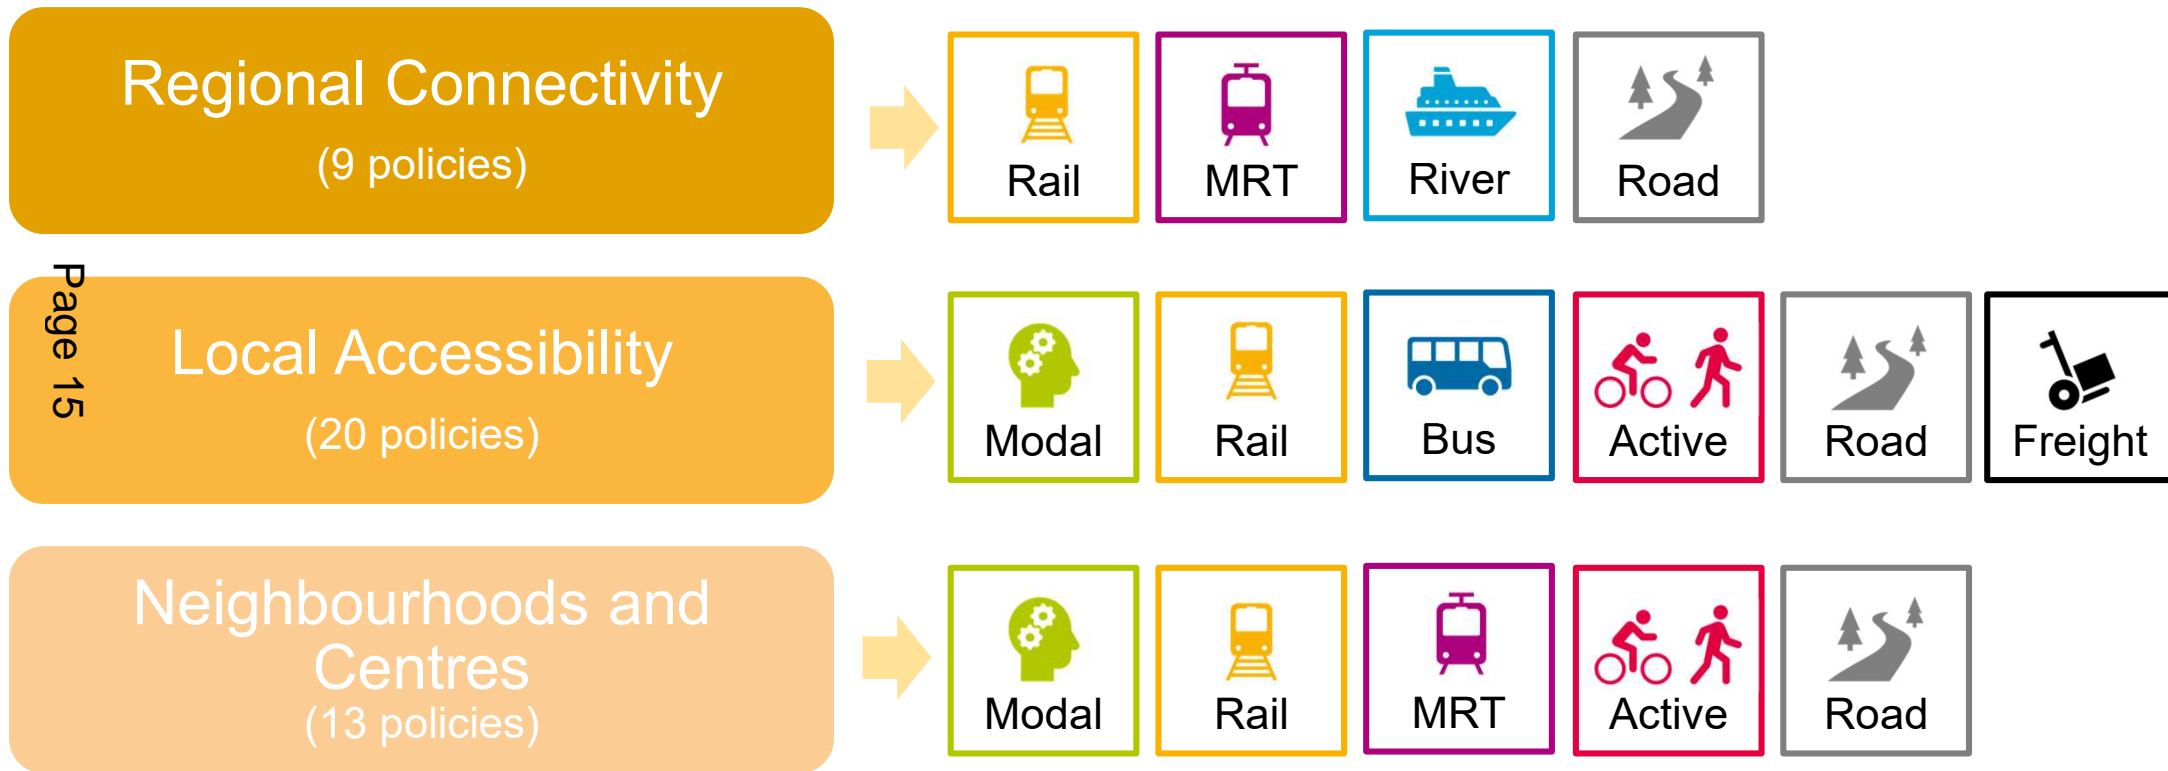 Regional Connectivity
(9 policies)
Rail
MRT
River
Road
Page 15
Local Accessibility
(20 policies)
Modal
Rail
Bus
Active
Road
Freight
Neighbourhoods and
Centres
(13 policies)
Modal
Rail
MRT
Active
Road